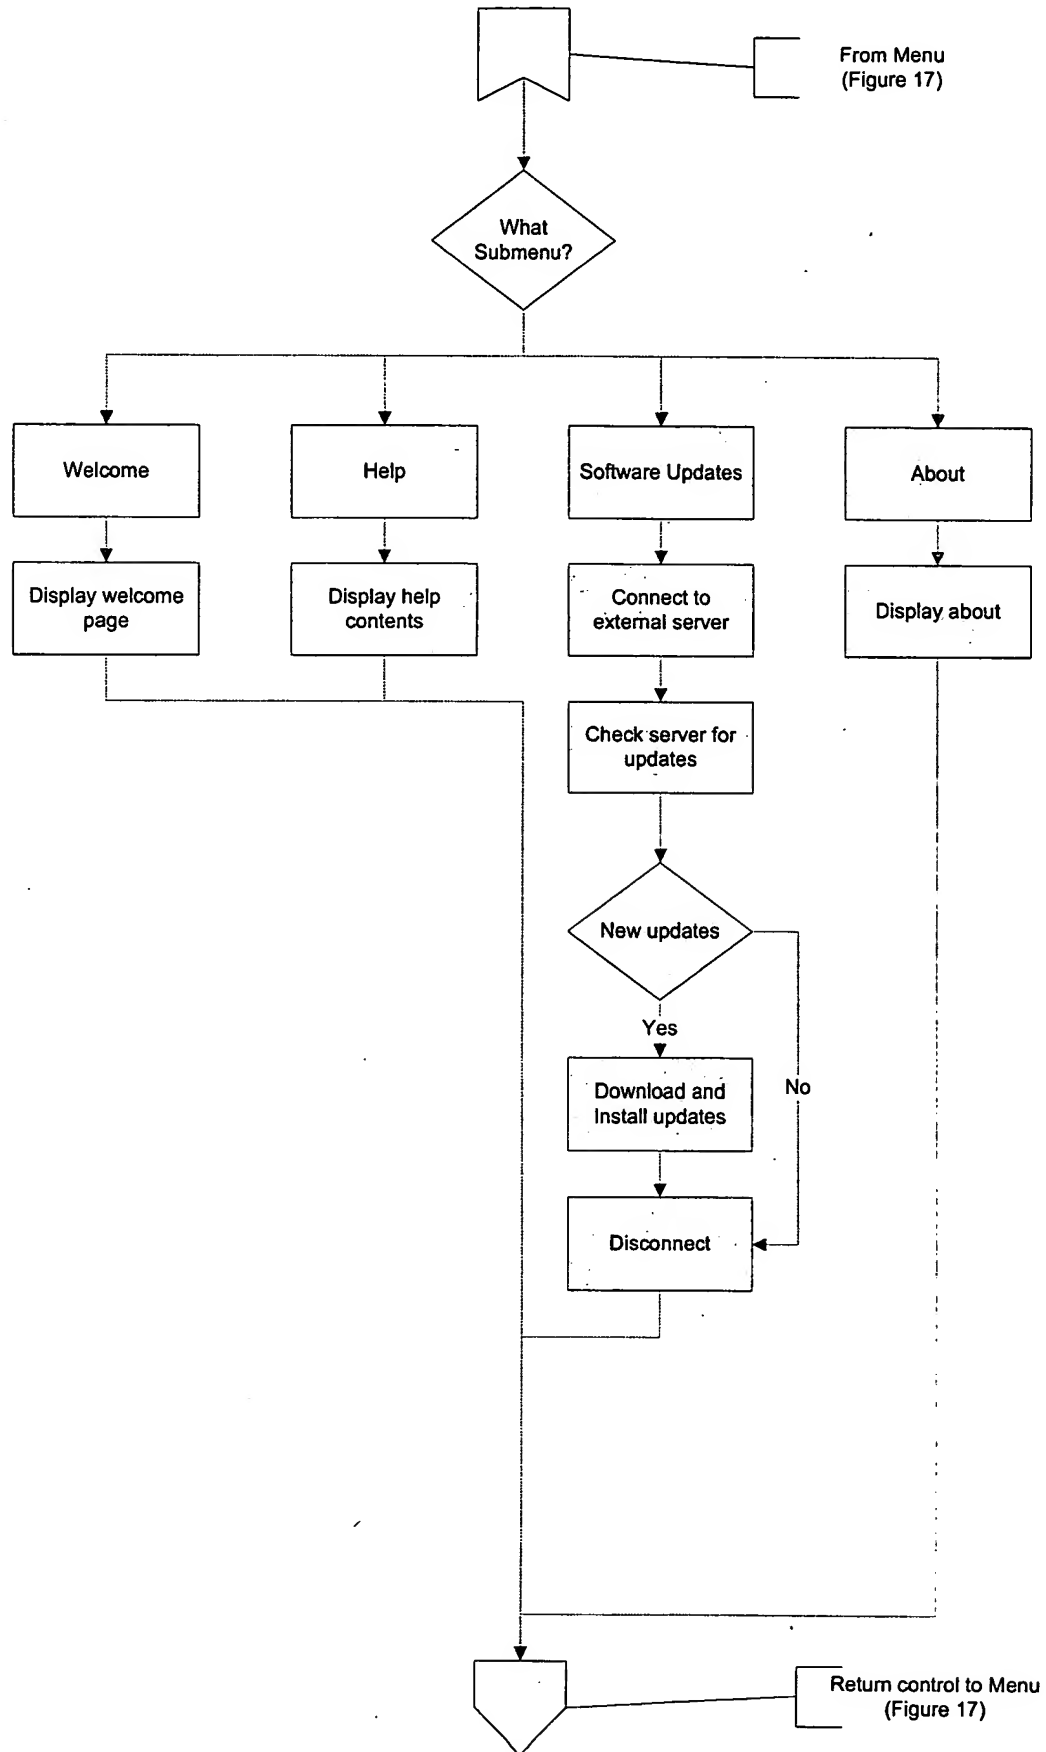 From Menu
(Figure 17)
What
Submenu?
Welcome
Help
Software Updates
About
Display welcome
page
Display help
contents
Connect to
external server
Display about
Check server for
updates
New updates
Yes
No
Download and
Install updates
Disconnect
Return control to Menu
(Figure 17)